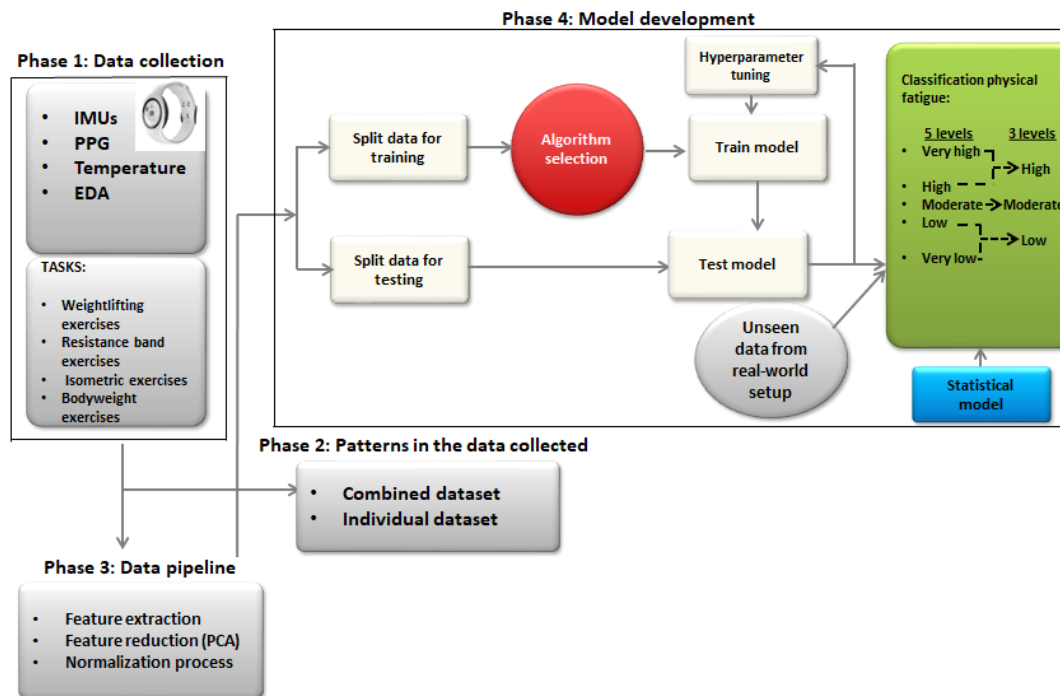 Phase 1: Data collection
• IMUs
• PPG
• Temperature
• EDA
TASKS:
• Weightlifting
exercises
• Resistance band
exercises
• Isometric exercises
• Bodyweight
exercises
Phase 2: Patterns in the data collected
• Combined dataset
• Individual dataset
Phase 3: Data pipeline
• Feature extraction
• Feature reduction (PCA)
• Normalization process
Phase 4: Model development
Split data for
training
Algorithm
selection
Hyperparameter
tuning
Train model
Split data for
testing
Test model
Unseen
data from
real-world
setup
Classification physical
fatigue:
5 levels 3 levels
• Very high
High
• High
• Moderate Moderate
• Low
Low
• Very low
Statistical
model